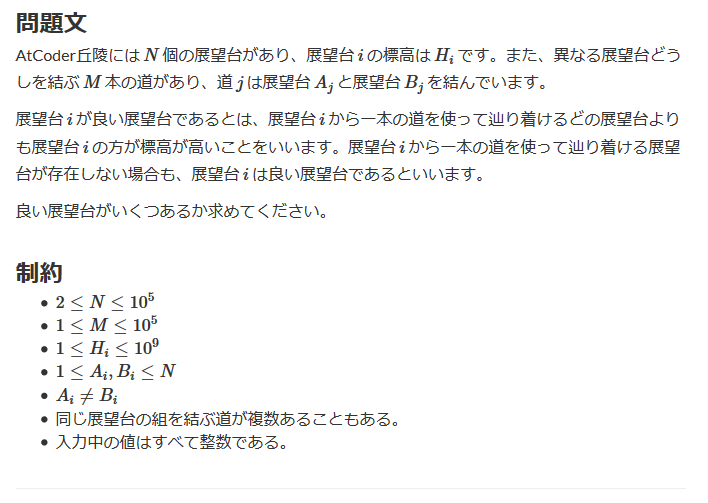 問題文
AtCoder丘陵には N 個の展望台があり、展望台 i の標高は H_i です。また、異なる展望台どう
しを結ぶ M 本の道があり、道 j は展望台 A_j と展望台 B_j を結んでいます。
展望台 i が良い展望台であるとは、展望台 i から一本の道を使って辿り着けるどの展望台より
も展望台 i の方が標高が高いことをいいます。展望台 i から一本の道を使って辿り着ける展望
台が存在しない場合も、展望台 i は良い展望台であるといいます。
良い展望台がいくつあるか求めてください。
制約
• 2 ≤ N ≤ 10^5
• 1 ≤ M ≤ 10^5
• 1 ≤ H_i ≤ 10^9
• 1 ≤ A_i, B_i ≤ N
• A_i ≠ B_i
• 同じ展望台の組を結ぶ道が複数あることもある。
• 入力中の値はすべて整数である。